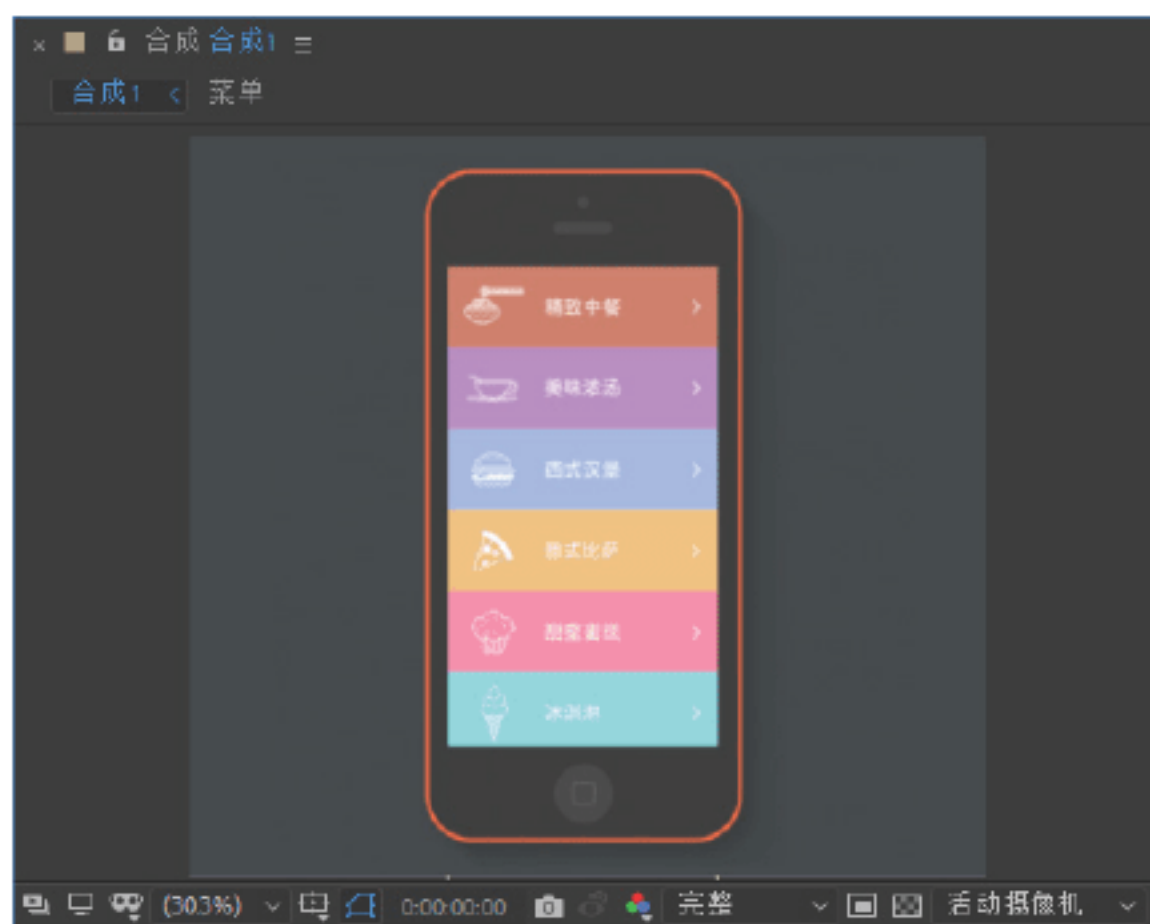 × 合成 合成1 ≡
合成1 < 菜单
精致中餐 >
美味浓汤 >
西式汉堡 >
意式比萨 >
甜蜜蛋糕 >
冰淇淋 >
(30.3%) 0:00:00:00 完整 活动摄像机